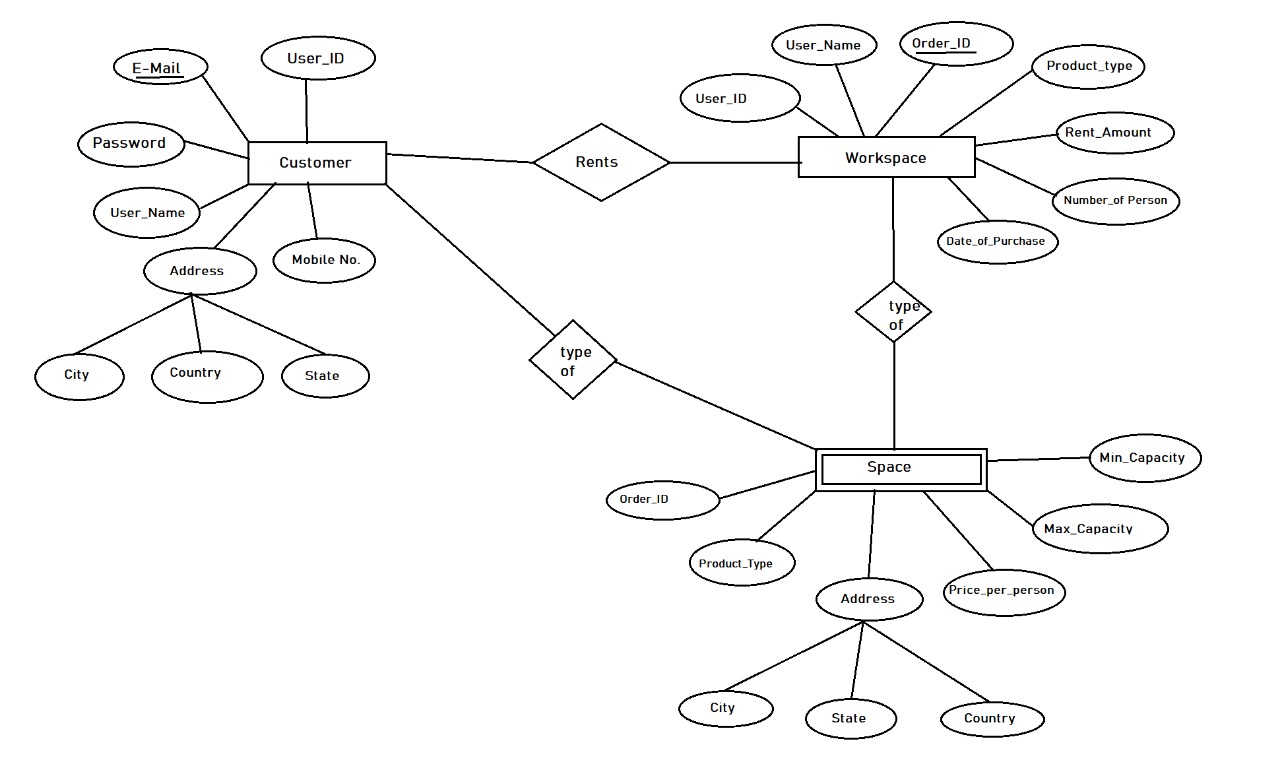 User_Name
Order_ID
E-Mail
User_ID
Product_type
User_ID
Rent_Amount
Password
Customer
Rents
Workspace
Number_of Person
User_Name
Date_of_Purchase
Mobile No.
Address
type
of
type
of
City
Country
State
Min_Capacity
Space
Order_ID
Max_Capacity
Product_Type
Address
Price_per_person
City
State
Country